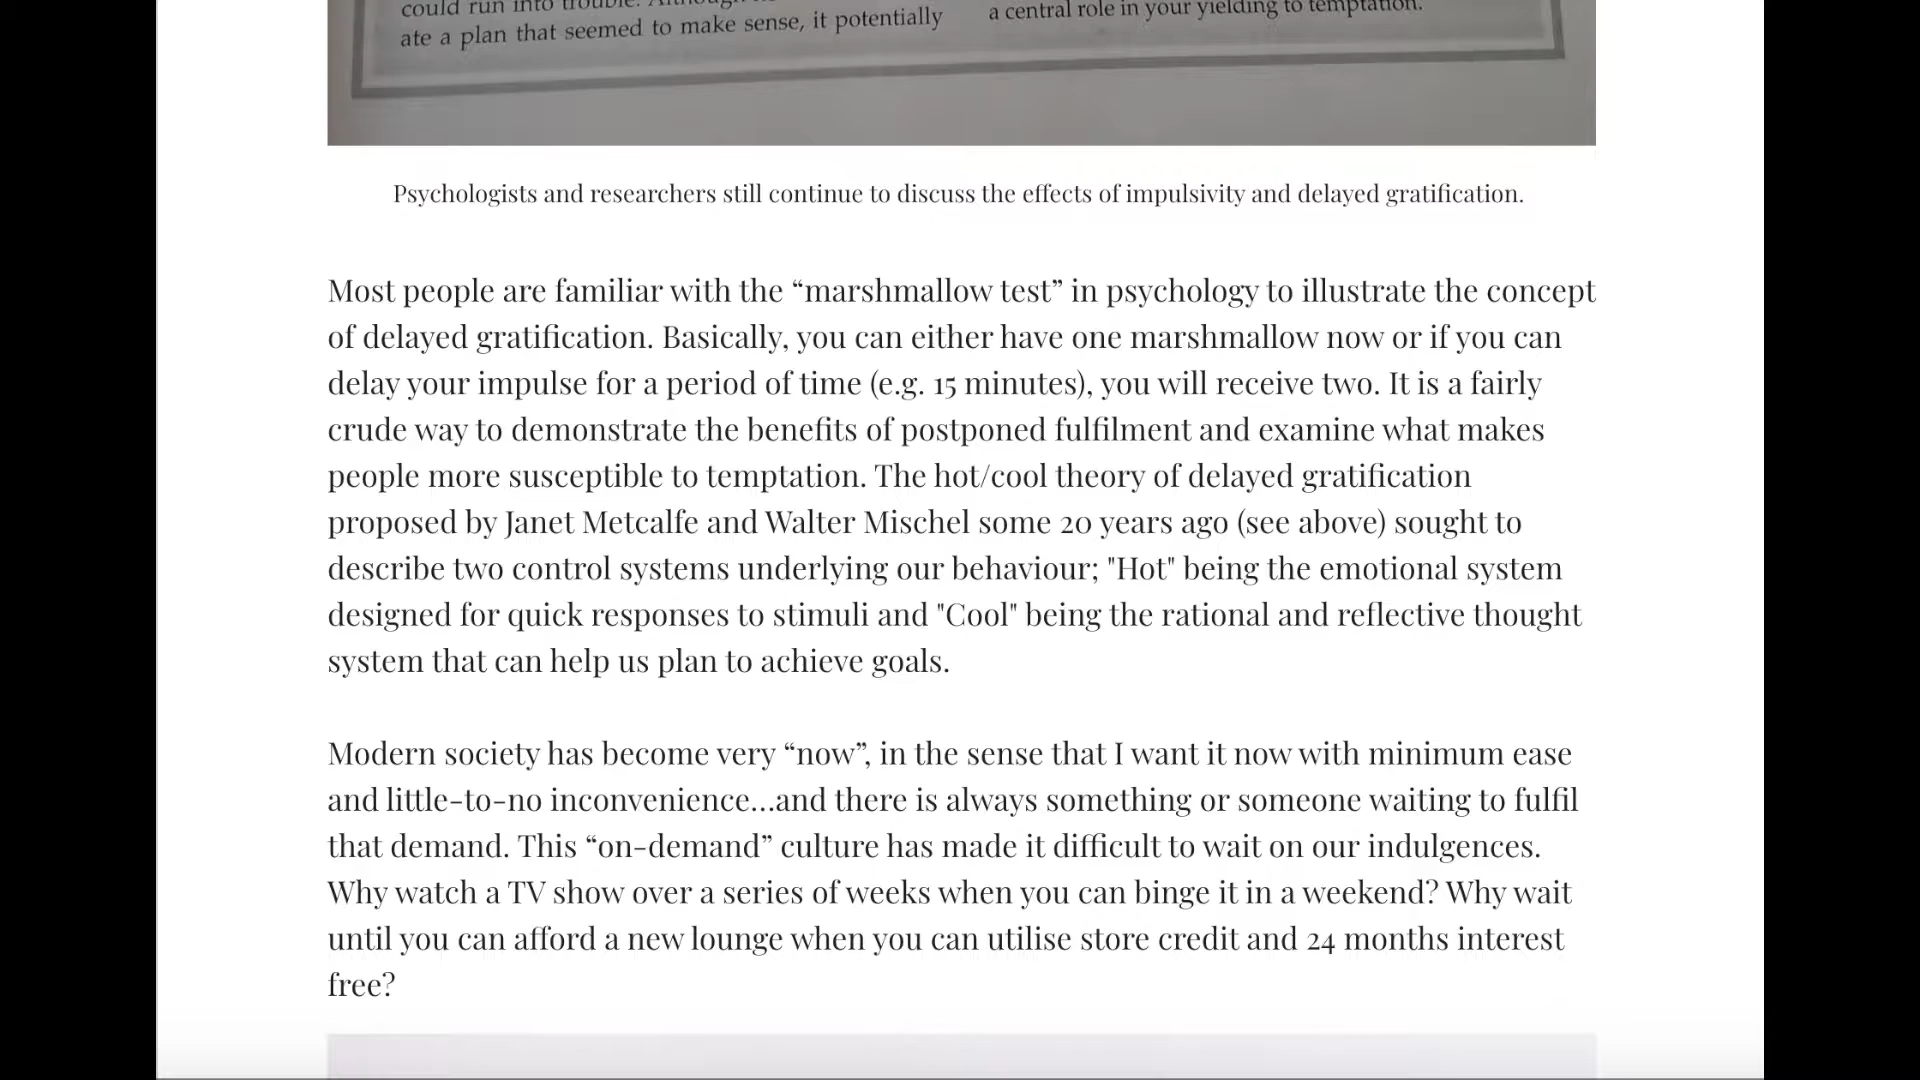 could run into trouble. Although
ate a plan that seemed to make sense, it potentially
a central role in your yielding to temptation.
Psychologists and researchers still continue to discuss the effects of impulsivity and delayed gratification.
Most people are familiar with the “marshmallow test” in psychology to illustrate the concept
of delayed gratification. Basically, you can either have one marshmallow now or if you can
delay your impulse for a period of time (e.g. 15 minutes), you will receive two. It is a fairly
crude way to demonstrate the benefits of postponed fulfilment and examine what makes
people more susceptible to temptation. The hot/cool theory of delayed gratification
proposed by Janet Metcalfe and Walter Mischel some 20 years ago (see above) sought to
describe two control systems underlying our behaviour; "Hot" being the emotional system
designed for quick responses to stimuli and "Cool" being the rational and reflective thought
system that can help us plan to achieve goals.
Modern society has become very “now”, in the sense that I want it now with minimum ease
and little-to-no inconvenience...and there is always something or someone waiting to fulfil
that demand. This “on-demand” culture has made it difficult to wait on our indulgences.
Why watch a TV show over a series of weeks when you can binge it in a weekend? Why wait
until you can afford a new lounge when you can utilise store credit and 24 months interest
free?